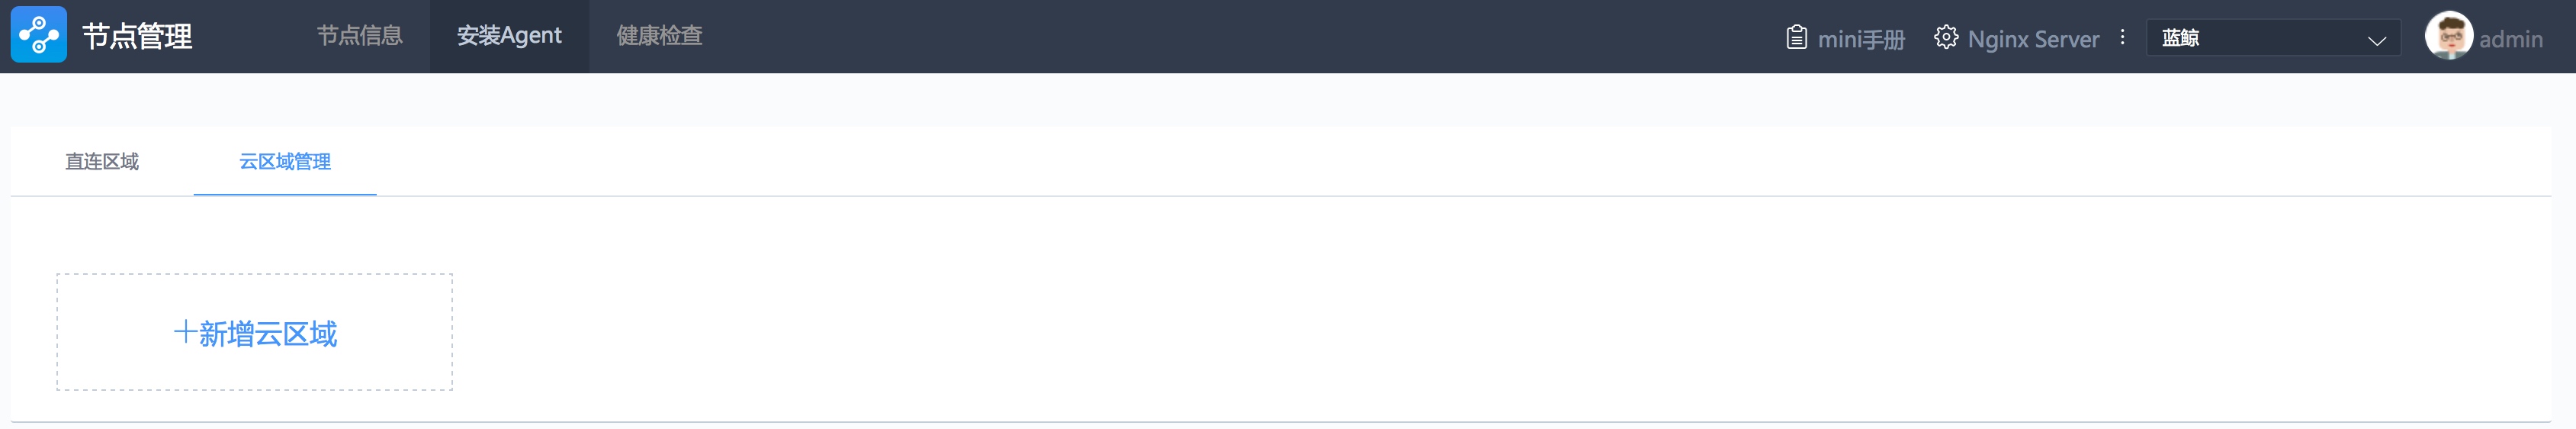 节点管理 节点信息 安装Agent 健康检查 mini手册 Nginx Server 蓝鲸 admin
直连区域 云区域管理
+新增云区域